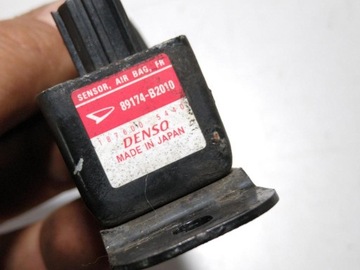 SENSOR, AIR BAG, FR
89174-B2010
DENSO
MADE IN JAPAN